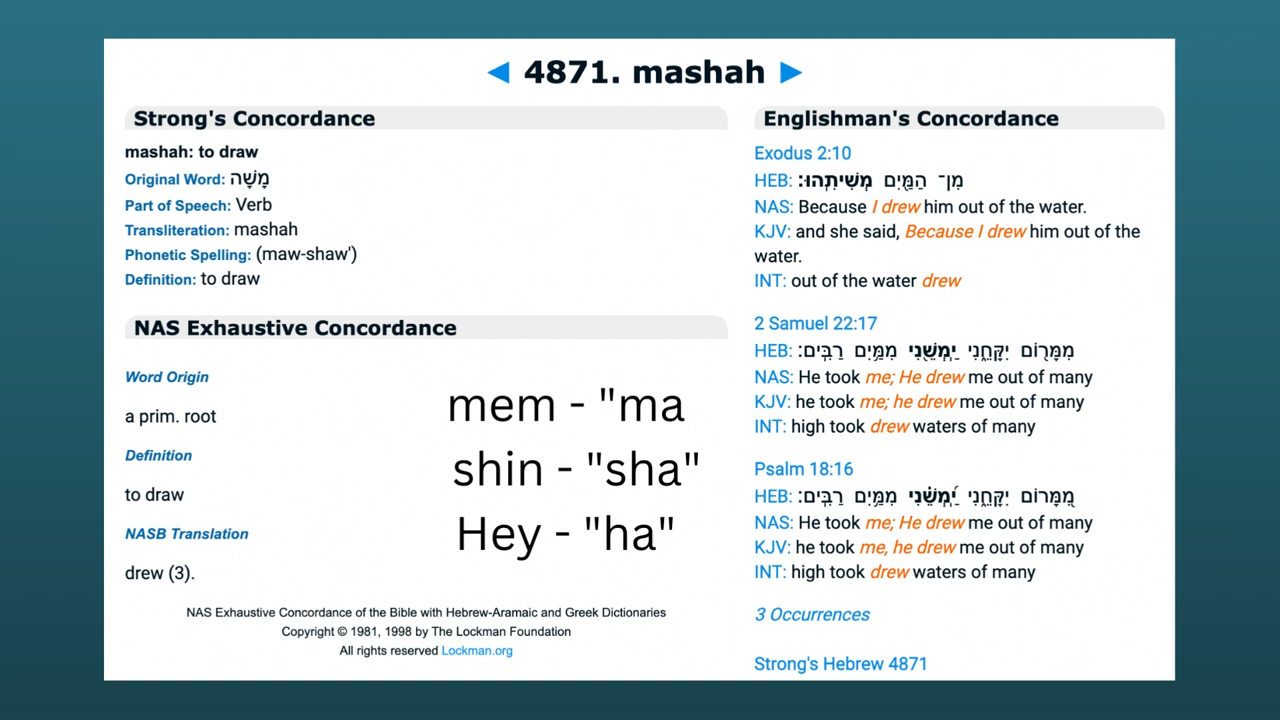 ◄ 4871. mashah ►
Strong's Concordance
mashah: to draw
Original Word: מָשָׁה
Part of Speech: Verb
Transliteration: mashah
Phonetic Spelling: (maw-shaw')
Definition: to draw
NAS Exhaustive Concordance
Word Origin
a prim. root
Definition
to draw
NASB Translation
drew (3).
mem - "ma
shin - "sha"
Hey - "ha"
NAS Exhaustive Concordance of the Bible with Hebrew-Aramaic and Greek Dictionaries
Copyright © 1981, 1998 by The Lockman Foundation
All rights reserved Lockman.org
Englishman's Concordance
Exodus 2:10
HEB: מִן־ הַמַּ֖יִם מְשִׁיתִֽהוּ׃
NAS: Because I drew him out of the water.
KJV: and she said, Because I drew him out of the
water.
INT: out of the water drew
2 Samuel 22:17
HEB: מִמָּר֖וֹם יִקָּחֵ֑נִי יַֽמְשֵׁ֖נִי מִמַּ֥יִם רַבִּֽים׃
NAS: He took me; He drew me out of many
KJV: he took me; he drew me out of many
INT: high took drew waters of many
Psalm 18:16
HEB: מִ֭מָּרוֹם יִקָּחֵ֑נִי יַֽ֝מְשֵׁ֗נִי מִמַּ֥יִם רַבִּֽים׃
NAS: He took me; He drew me out of many
KJV: he took me, he drew me out of many
INT: high took drew waters of many
3 Occurrences
Strong's Hebrew 4871